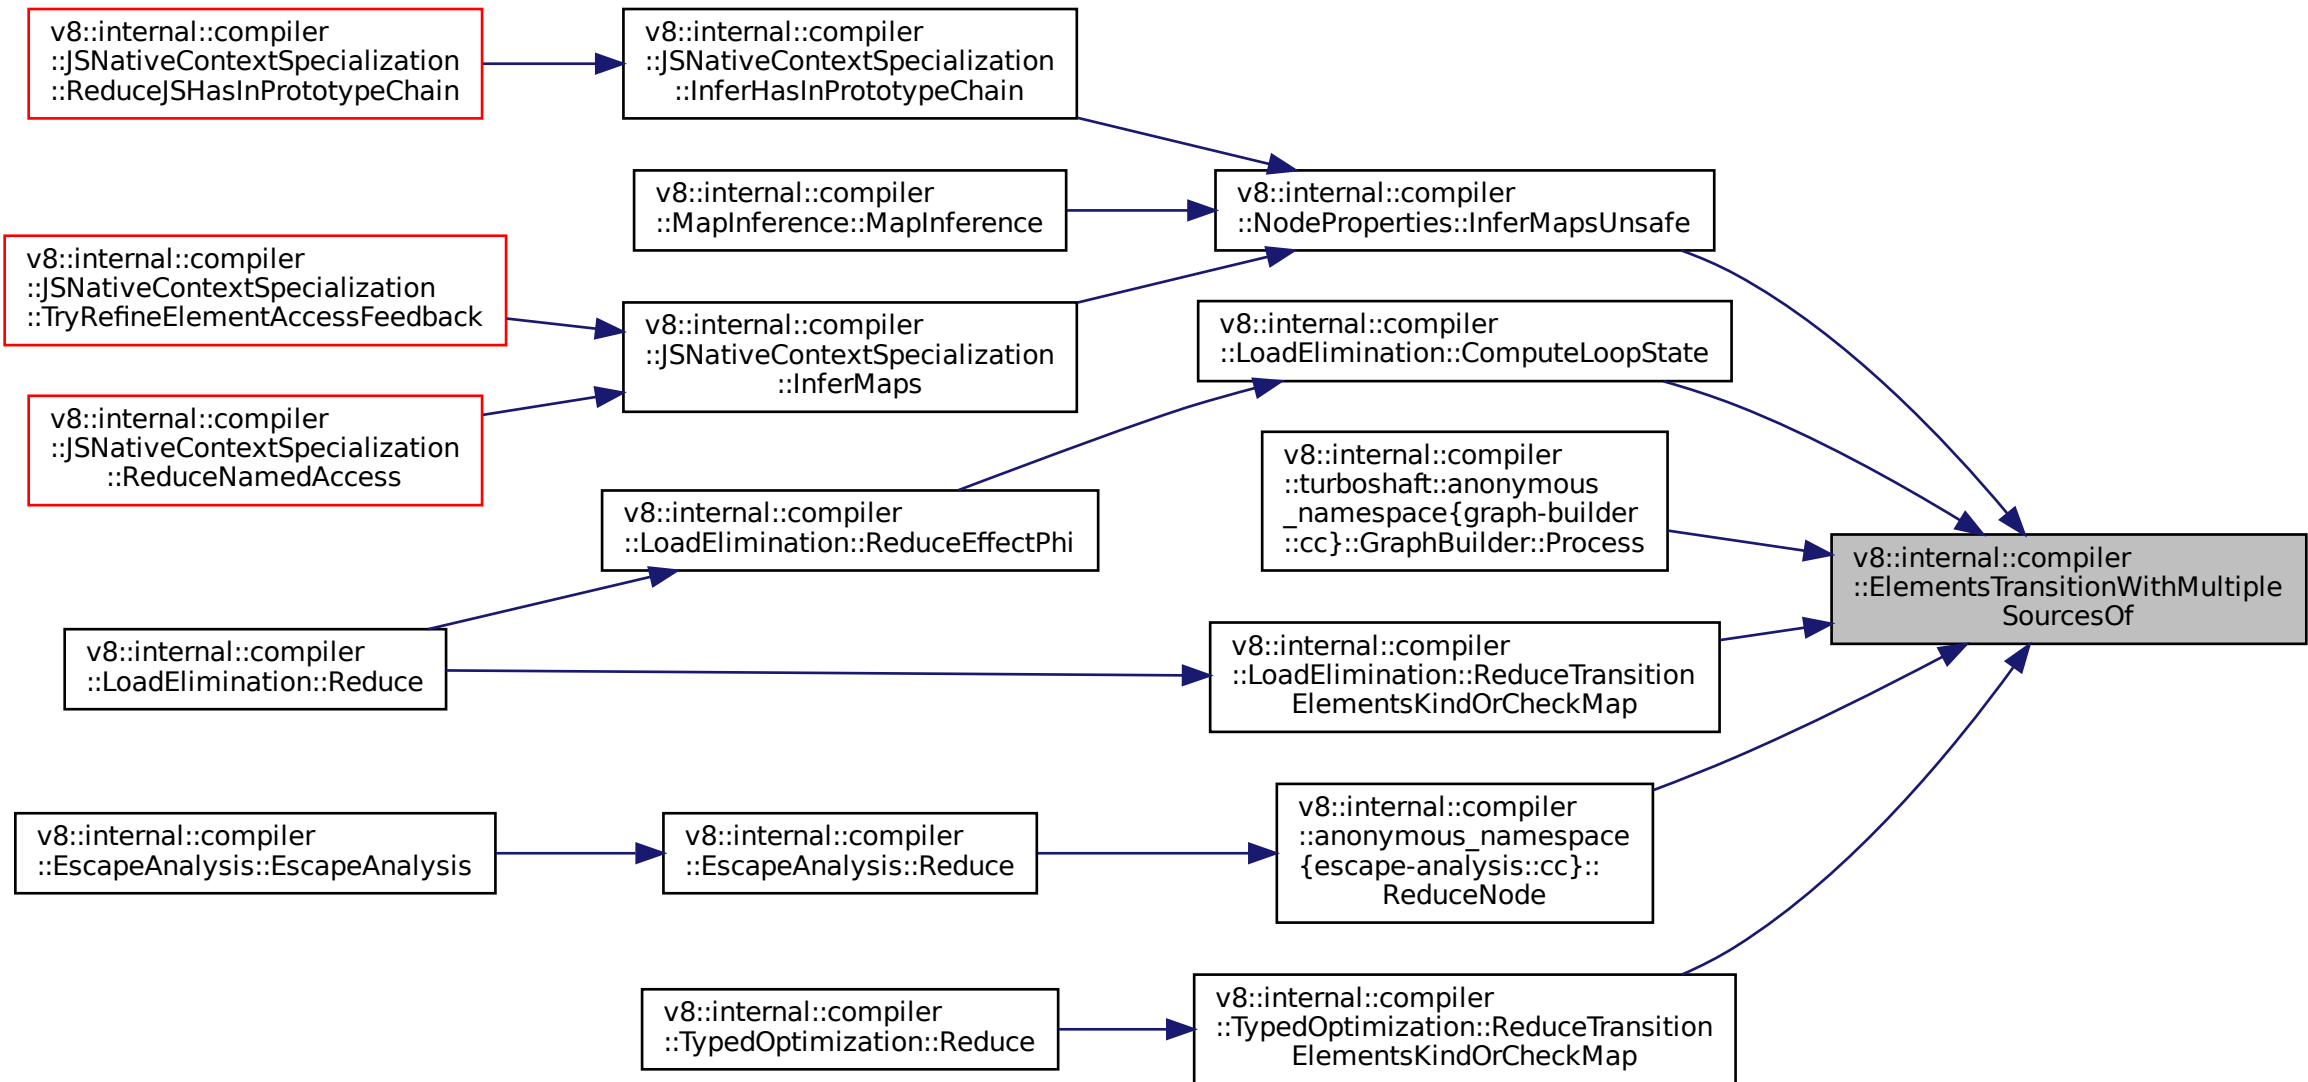 v8::internal::compiler
::JSNativeContextSpecialization
::ReduceJSHasInPrototypeChain
v8::internal::compiler
::JSNativeContextSpecialization
::InferHasInPrototypeChain
v8::internal::compiler
::MapInference::MapInference
v8::internal::compiler
::NodeProperties::InferMapsUnsafe
v8::internal::compiler
::JSNativeContextSpecialization
::TryRefineElementAccessFeedback
v8::internal::compiler
::JSNativeContextSpecialization
::InferMaps
v8::internal::compiler
::LoadElimination::ComputeLoopState
v8::internal::compiler
::JSNativeContextSpecialization
::ReduceNamedAccess
v8::internal::compiler
::turboshaft::anonymous
_namespace{graph-builder
::cc}::GraphBuilder::Process
v8::internal::compiler
::LoadElimination::ReduceEffectPhi
v8::internal::compiler
::ElementsTransitionWithMultiple
SourcesOf
v8::internal::compiler
::LoadElimination::Reduce
v8::internal::compiler
::LoadElimination::ReduceTransition
ElementsKindOrCheckMap
v8::internal::compiler
::EscapeAnalysis::EscapeAnalysis
v8::internal::compiler
::EscapeAnalysis::Reduce
v8::internal::compiler
::anonymous_namespace
{escape-analysis::cc}::
ReduceNode
v8::internal::compiler
::TypedOptimization::Reduce
v8::internal::compiler
::TypedOptimization::ReduceTransition
ElementsKindOrCheckMap